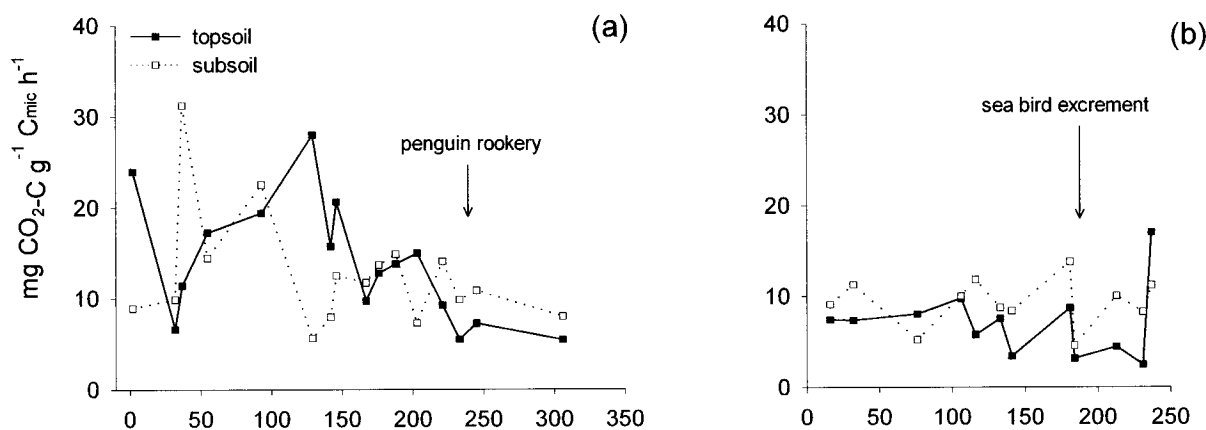 40
30
20
10
0
mg CO2-C g-1 Cmic h-1
topsoil
subsoil
(a)
penguin rookery
0 50 100 150 200 250 300 350
40
30
20
10
0
(b)
sea bird excrement
0 50 100 150 200 250